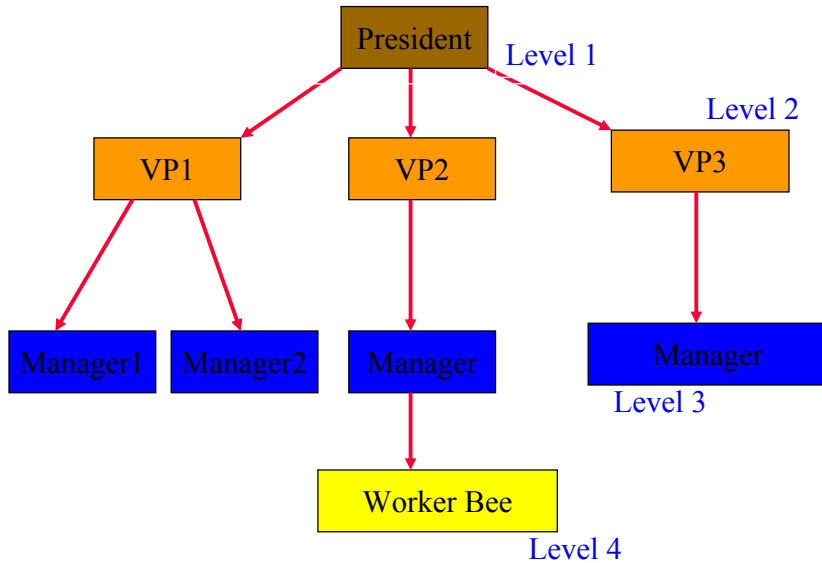 President
Level 1
Level 2
VP1
VP2
VP3
Manager1
Manager2
Manager
Manager
Level 3
Worker Bee
Level 4